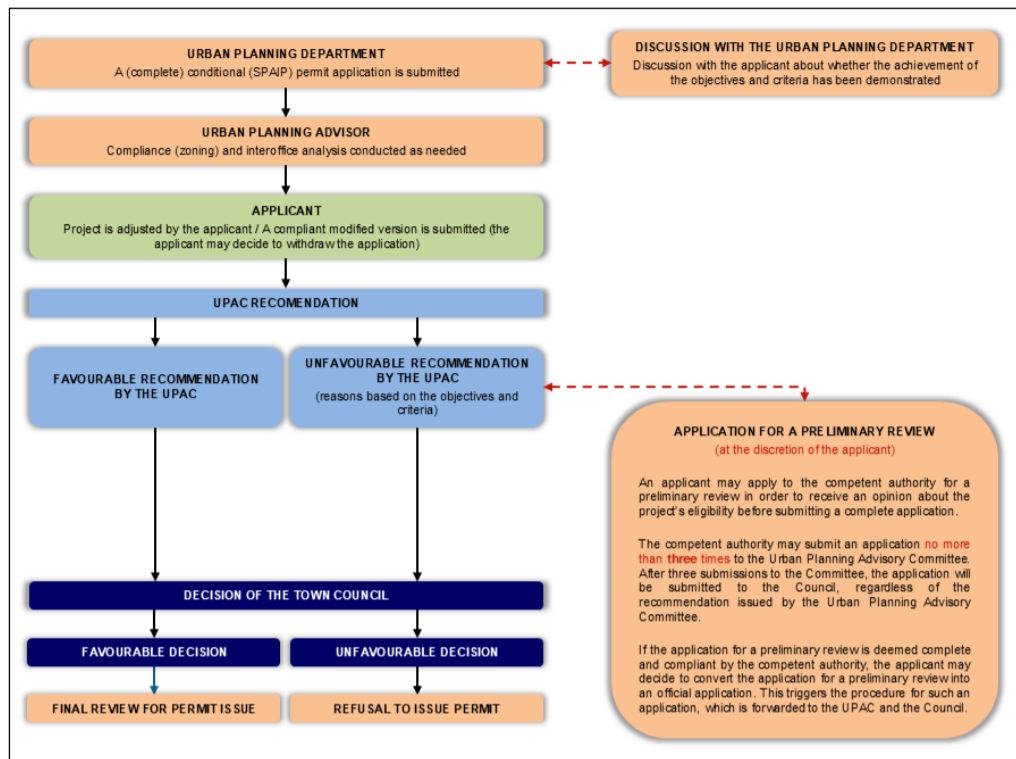 URBAN PLANNING DEPARTMENT
A (complete) conditional (SPAIP) permit application is submitted
DISCUSSION WITH THE URBAN PLANNING DEPARTMENT
Discussion with the applicant about whether the achievement
of the objectives and criteria has been demonstrated
URBAN PLANNING ADVISOR
Compliance (zoning) and interoffice analysis conducted as needed
APPLICANT
Project is adjusted by the applicant / A compliant modified version is submitted (the
applicant may decide to withdraw the application)
UPAC RECOMENDATION
FAVOURABLE RECOMMENDATION
BY THE UPAC
UNFAVOURABLE RECOMMENDATION
BY THE UPAC
(reasons based on the objectives and
criteria)
APPLICATION FOR A PRELIMINARY REVIEW
(at the discretion of the applicant)
An applicant may apply to the competent authority for a
preliminary review in order to receive an opinion about the
project's eligibility before submitting a complete application.
The competent authority may submit an application no more
than three times to the Urban Planning Advisory Committee.
After three submissions to the Committee, the application will
be submitted to the Council, regardless of the
recommendation issued by the Urban Planning Advisory
Committee.
If the application for a preliminary review is deemed complete
and compliant by the competent authority, the applicant may
decide to convert the application for a preliminary review into
an official application. This triggers the procedure for such an
application, which is forwarded to the UPAC and the Council.
DECISION OF THE TOWN COUNCIL
FAVOURABLE DECISION
UNFAVOURABLE DECISION
FINAL REVIEW FOR PERMIT ISSUE
REFUSAL TO ISSUE PERMIT